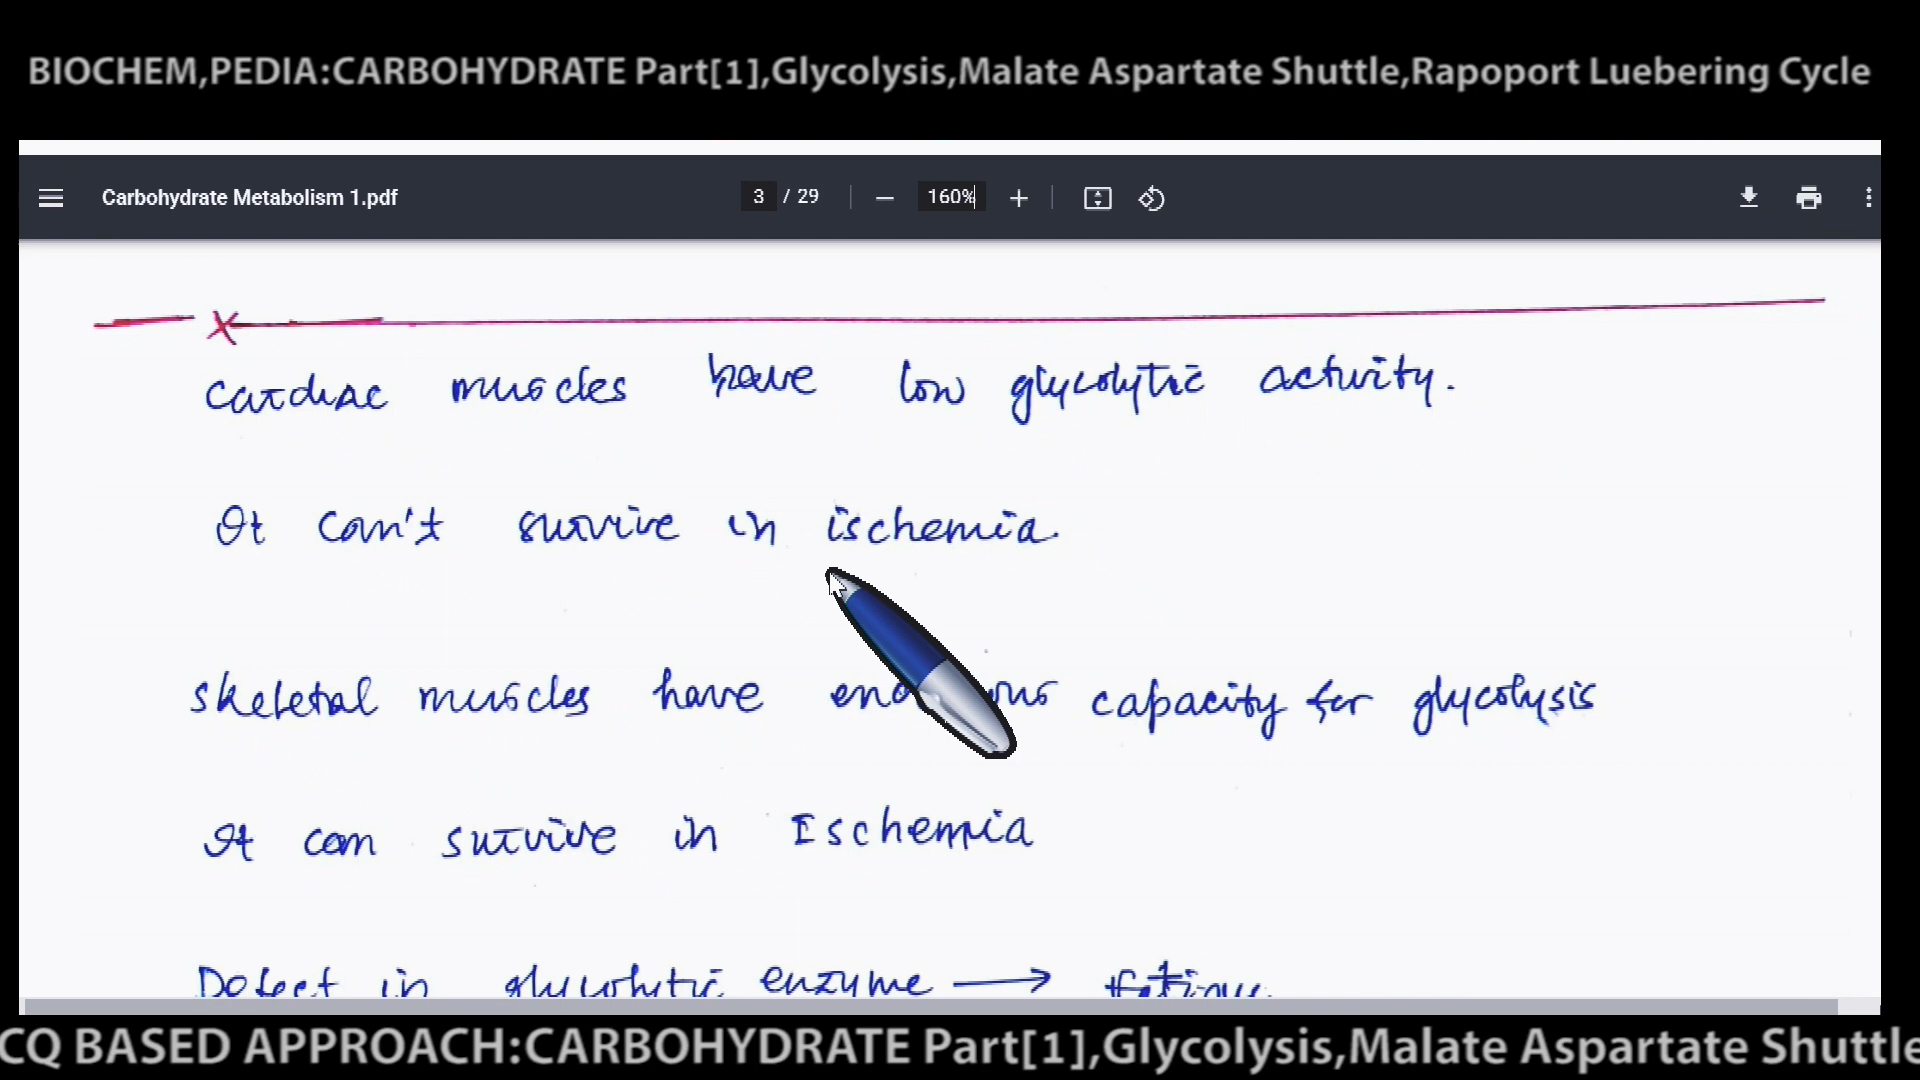 BIOCHEM,PEDIA:CARBOHYDRATE Part[1],Glycolysis,Malate Aspartate Shuttle,Rapoport Luebering Cycle
Carbohydrate Metabolism 1.pdf 3 / 29 160%
Cardiac muscles have low glycolytic activity.
It can't survive in ischemia.
skeletal muscles have capacity for glycolysis
It can survive in Ischemia
Defect in glycolytic enzyme → fatigue
CQ BASED APPROACH:CARBOHYDRATE Part[1],Glycolysis,Malate Aspartate Shuttle